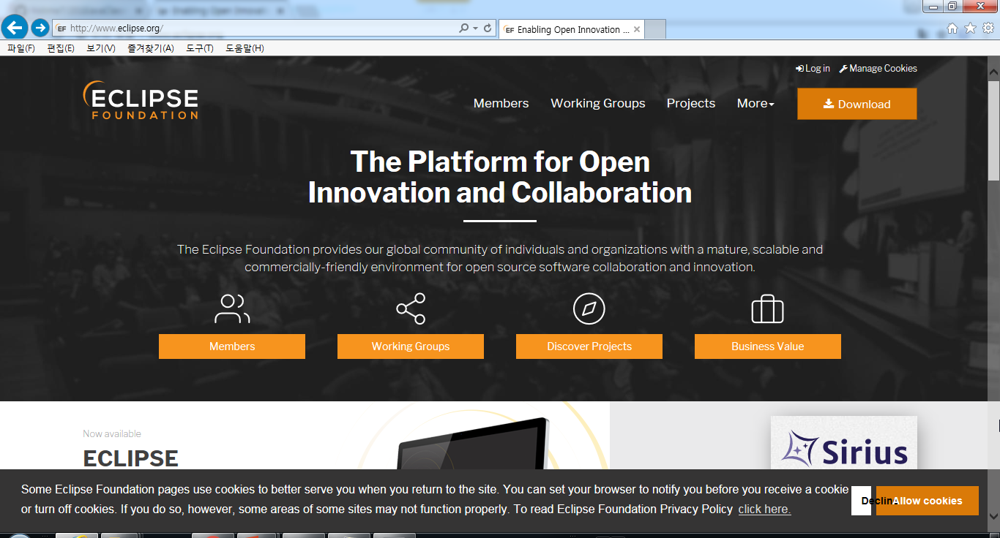 Enabling Open Innovati
EF http://www.eclipse.org/
EF Enabling Open Innovation ...
파일(F) 편집(E) 보기(V) 즐겨찾기(A) 도구(T) 도움말(H)
Log in Manage Cookies
ECLIPSE
FOUNDATION
Members Working Groups Projects More Download
The Platform for Open
Innovation and Collaboration
The Eclipse Foundation provides our global community of individuals and organizations with a mature, scalable and
commercially-friendly environment for open source software collaboration and innovation.
Members Working Groups Discover Projects Business Value
Now available
ECLIPSE
Sirius
Some Eclipse Foundation pages use cookies to better serve you when you return to the site. You can set your browser to notify you before you receive a cookie
or turn off cookies. If you do so, however, some areas of some sites may not function properly. To read Eclipse Foundation Privacy Policy click here.
Decline Allow cookies